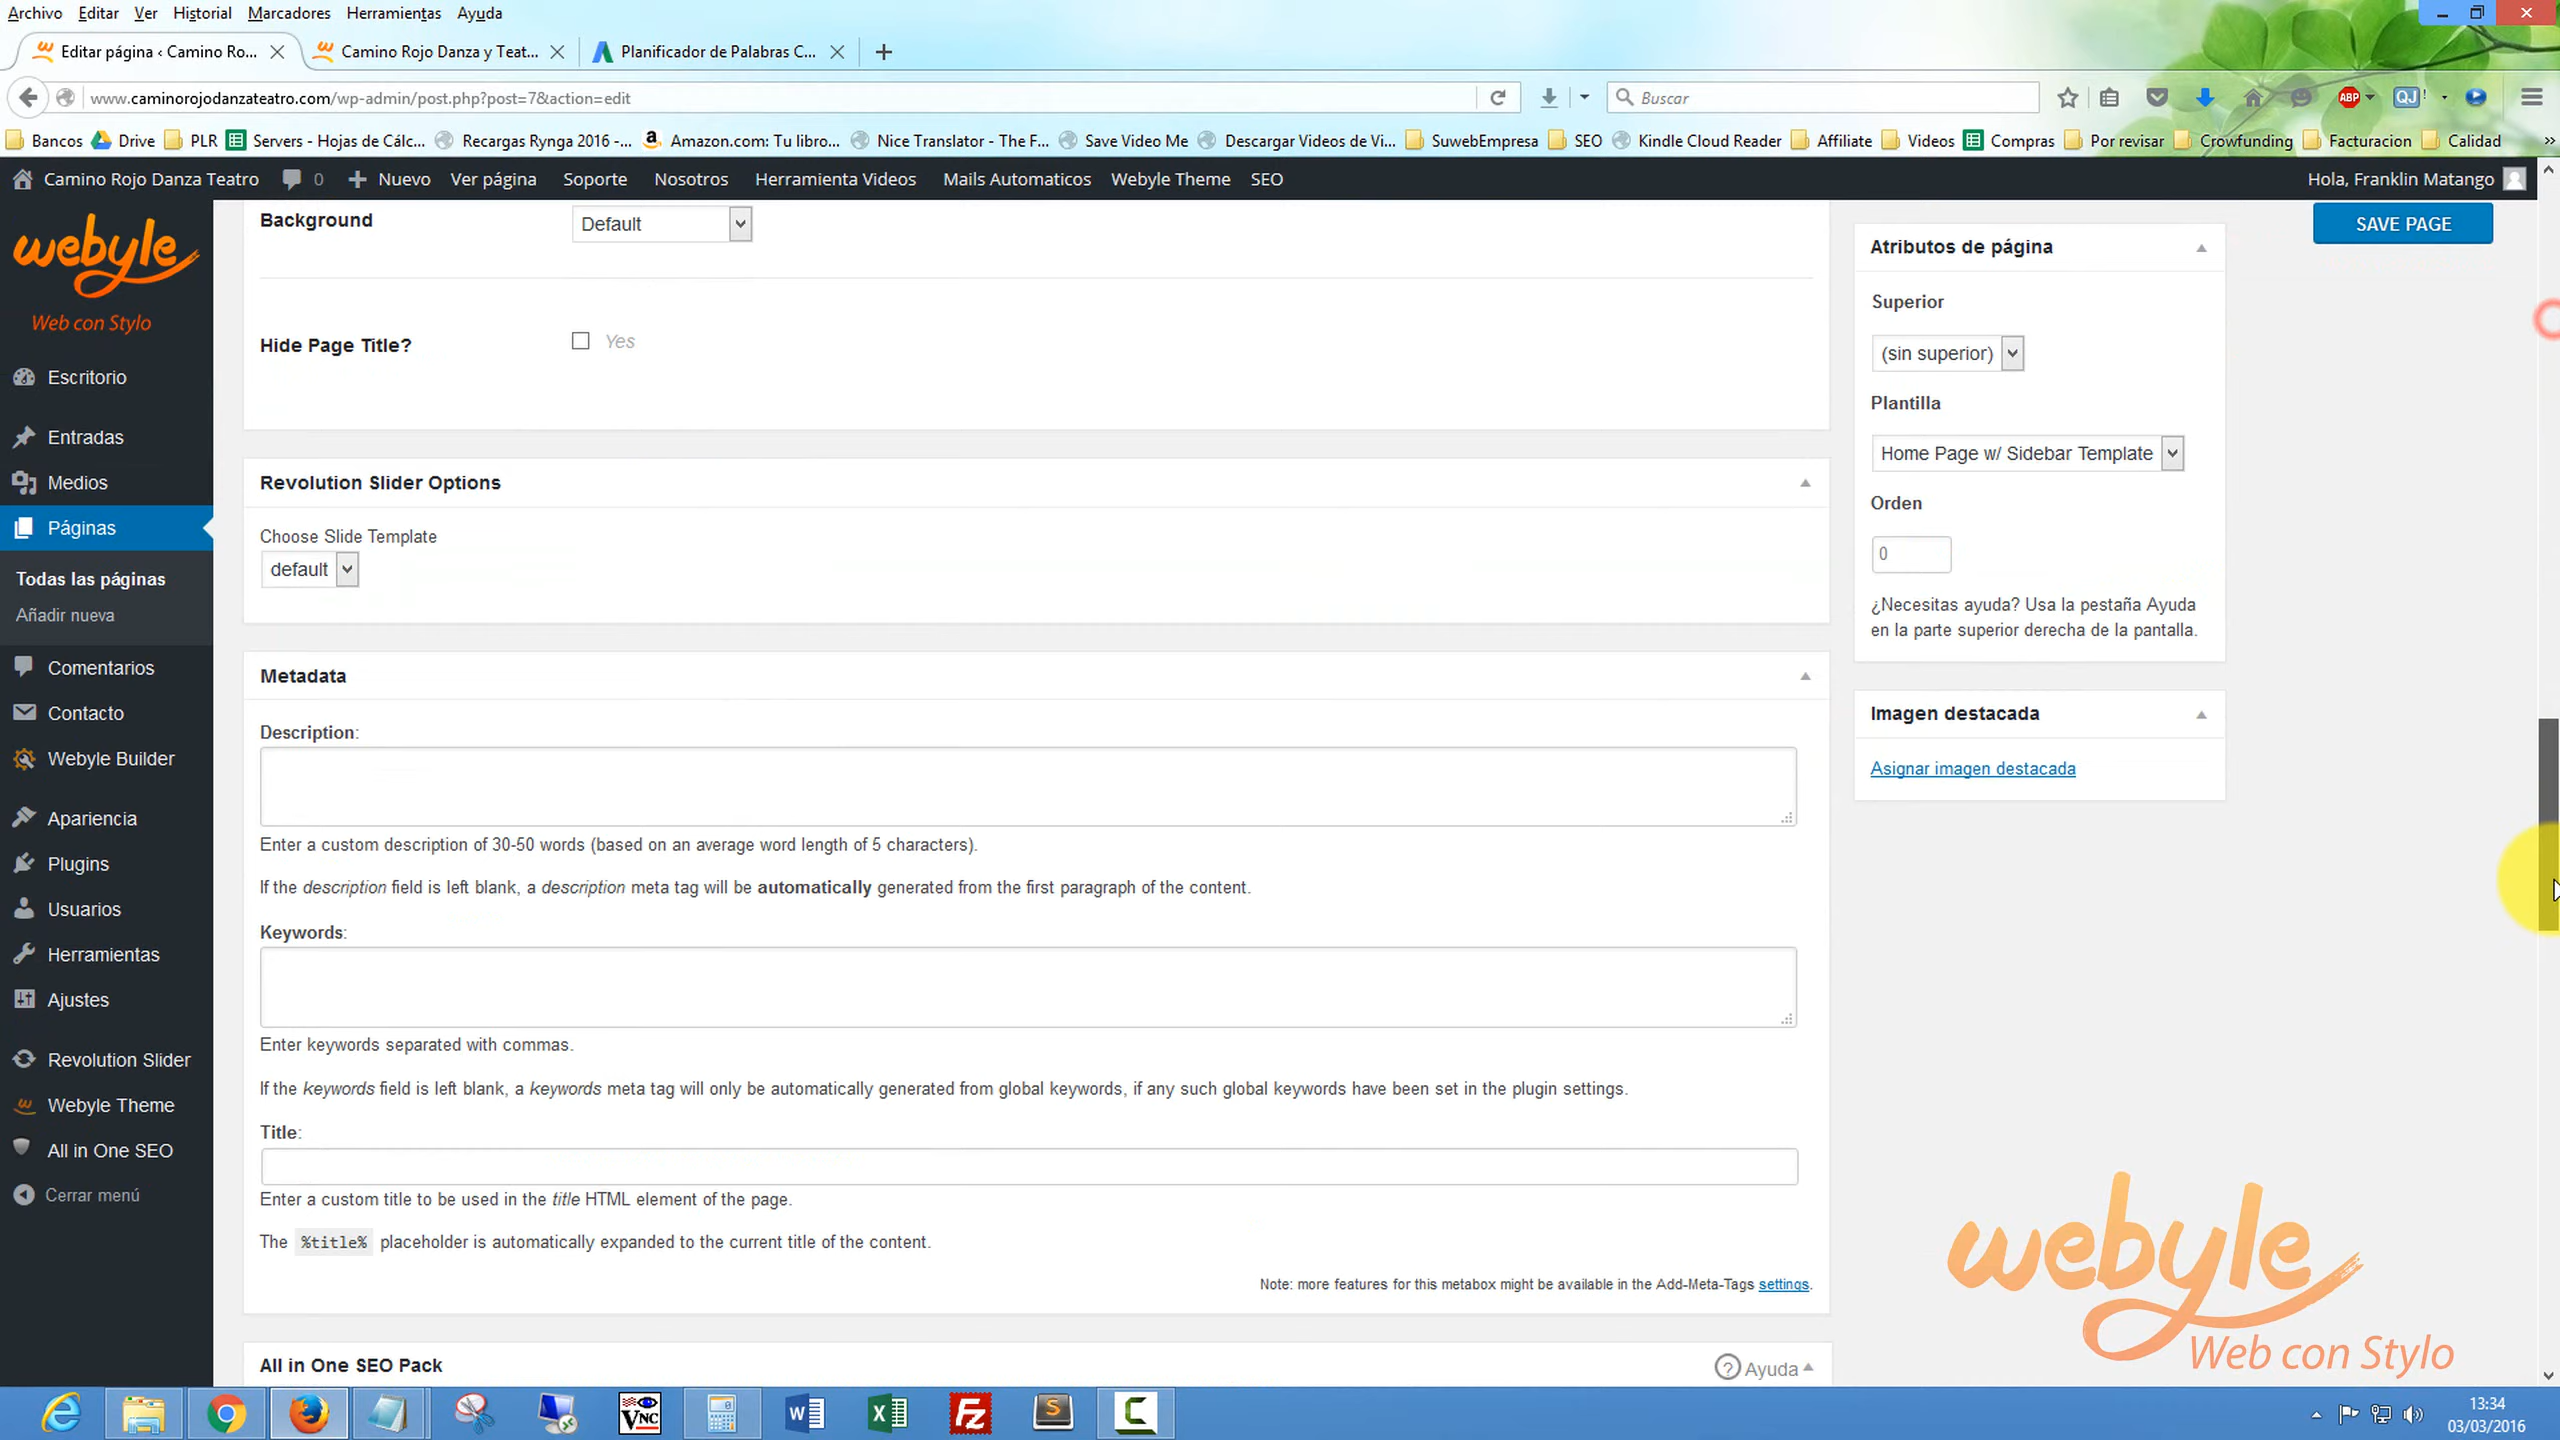 Archivo Editar Ver Historial Marcadores Herramientas Ayuda
Editar página ‹ Camino Ro... Camino Rojo Danza y Teat... Planificador de Palabras C...
www.caminorojodanzateatro.com/wp-admin/post.php?post=7&action=edit Buscar ABP QJ!
Bancos Drive PLR Servers - Hojas de Cálc... Recargas Rynga 2016 -... Amazon.com: Tu libro... Nice Translator - The F... Save Video Me Descargar Videos de Vi... SuwebEmpresa SEO Kindle Cloud Reader Affiliate Videos Compras Por revisar Crowfunding Facturacion Calidad
Camino Rojo Danza Teatro 0 Nuevo Ver página Soporte Nosotros Herramienta Videos Mails Automaticos Webyle Theme SEO Hola, Franklin Matango
webyle
Web con Stylo
Escritorio
Entradas
Medios
Páginas
Todas las páginas
Añadir nueva
Comentarios
Contacto
Webyle Builder
Apariencia
Plugins
Usuarios
Herramientas
Ajustes
Revolution Slider
Webyle Theme
All in One SEO
Cerrar menú
Background Default
Hide Page Title? Yes
Revolution Slider Options
Choose Slide Template
default
Metadata
Description:
Enter a custom description of 30-50 words (based on an average word length of 5 characters).
If the description field is left blank, a description meta tag will be automatically generated from the first paragraph of the content.
Keywords:
Enter keywords separated with commas.
If the keywords field is left blank, a keywords meta tag will only be automatically generated from global keywords, if any such global keywords have been set in the plugin settings.
Title:
Enter a custom title to be used in the title HTML element of the page.
The %title% placeholder is automatically expanded to the current title of the content.
Note: more features for this metabox might be available in the Add-Meta-Tags settings.
All in One SEO Pack ? Ayuda
SAVE PAGE
Atributos de página
Superior
(sin superior)
Plantilla
Home Page w/ Sidebar Template
Orden
0
¿Necesitas ayuda? Usa la pestaña Ayuda
en la parte superior derecha de la pantalla.
Imagen destacada
Asignar imagen destacada
webyle
Web con Stylo
VNC
13:34
03/03/2016